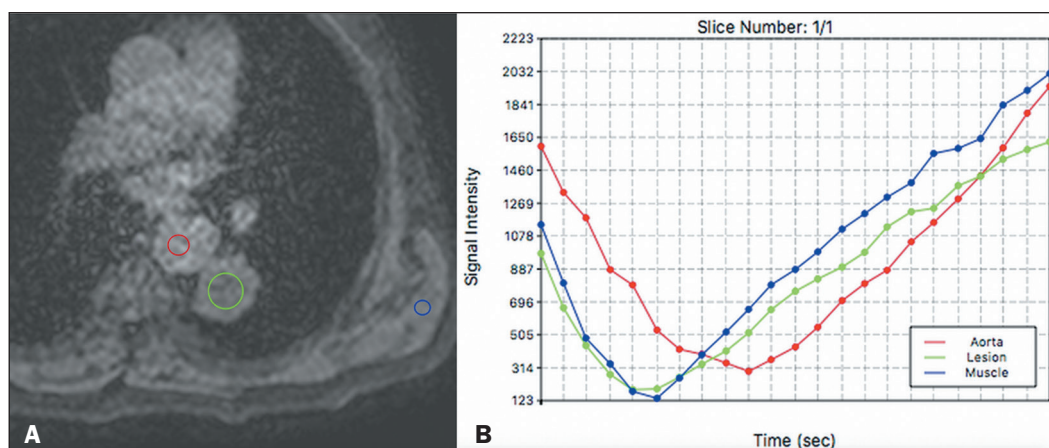 A
B
Slice Number: 1/1
Signal Intensity
2223
2032
1841
1650
1460
1269
1078
887
696
505
314
123
Aorta
Lesion
Muscle
Time (sec)